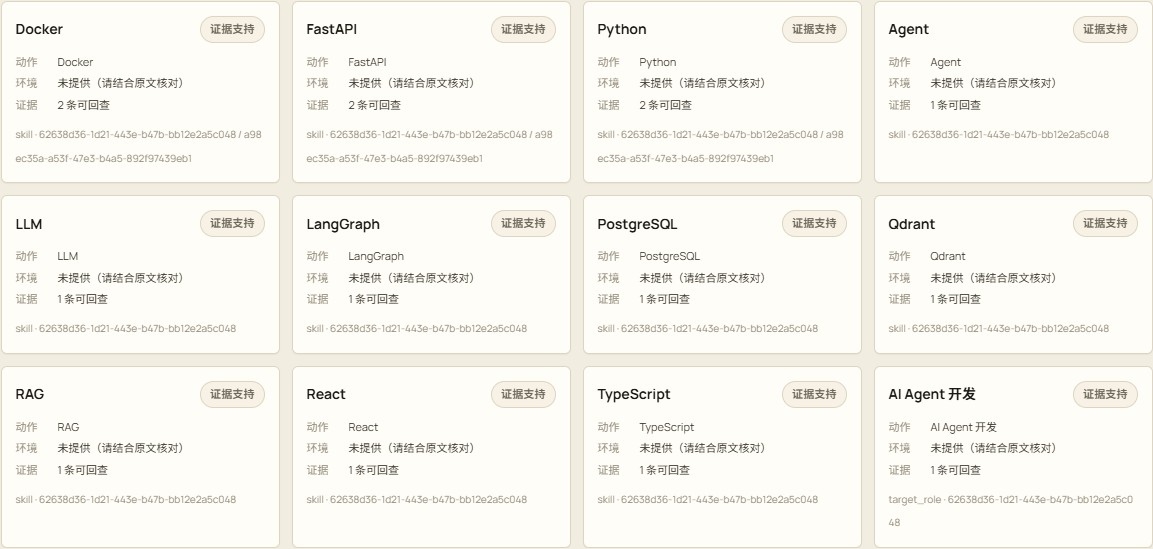 Docker 证据支持
动作 Docker
环境 未提供（请结合原文核对）
证据 2 条可回查
skill · 62638d36-1d21-443e-b47b-bb12e2a5c048 / a98
ec35a-a53f-47e3-b4a5-892f97439eb1
FastAPI 证据支持
动作 FastAPI
环境 未提供（请结合原文核对）
证据 2 条可回查
skill · 62638d36-1d21-443e-b47b-bb12e2a5c048 / a98
ec35a-a53f-47e3-b4a5-892f97439eb1
Python 证据支持
动作 Python
环境 未提供（请结合原文核对）
证据 2 条可回查
skill · 62638d36-1d21-443e-b47b-bb12e2a5c048 / a98
ec35a-a53f-47e3-b4a5-892f97439eb1
Agent 证据支持
动作 Agent
环境 未提供（请结合原文核对）
证据 1 条可回查
skill · 62638d36-1d21-443e-b47b-bb12e2a5c048
LLM 证据支持
动作 LLM
环境 未提供（请结合原文核对）
证据 1 条可回查
skill · 62638d36-1d21-443e-b47b-bb12e2a5c048
LangGraph 证据支持
动作 LangGraph
环境 未提供（请结合原文核对）
证据 1 条可回查
skill · 62638d36-1d21-443e-b47b-bb12e2a5c048
PostgreSQL 证据支持
动作 PostgreSQL
环境 未提供（请结合原文核对）
证据 1 条可回查
skill · 62638d36-1d21-443e-b47b-bb12e2a5c048
Qdrant 证据支持
动作 Qdrant
环境 未提供（请结合原文核对）
证据 1 条可回查
skill · 62638d36-1d21-443e-b47b-bb12e2a5c048
RAG 证据支持
动作 RAG
环境 未提供（请结合原文核对）
证据 1 条可回查
skill · 62638d36-1d21-443e-b47b-bb12e2a5c048
React 证据支持
动作 React
环境 未提供（请结合原文核对）
证据 1 条可回查
skill · 62638d36-1d21-443e-b47b-bb12e2a5c048
TypeScript 证据支持
动作 TypeScript
环境 未提供（请结合原文核对）
证据 1 条可回查
skill · 62638d36-1d21-443e-b47b-bb12e2a5c048
AI Agent 开发 证据支持
动作 AI Agent 开发
环境 未提供（请结合原文核对）
证据 1 条可回查
target_role · 62638d36-1d21-443e-b47b-bb12e2a5c0
48